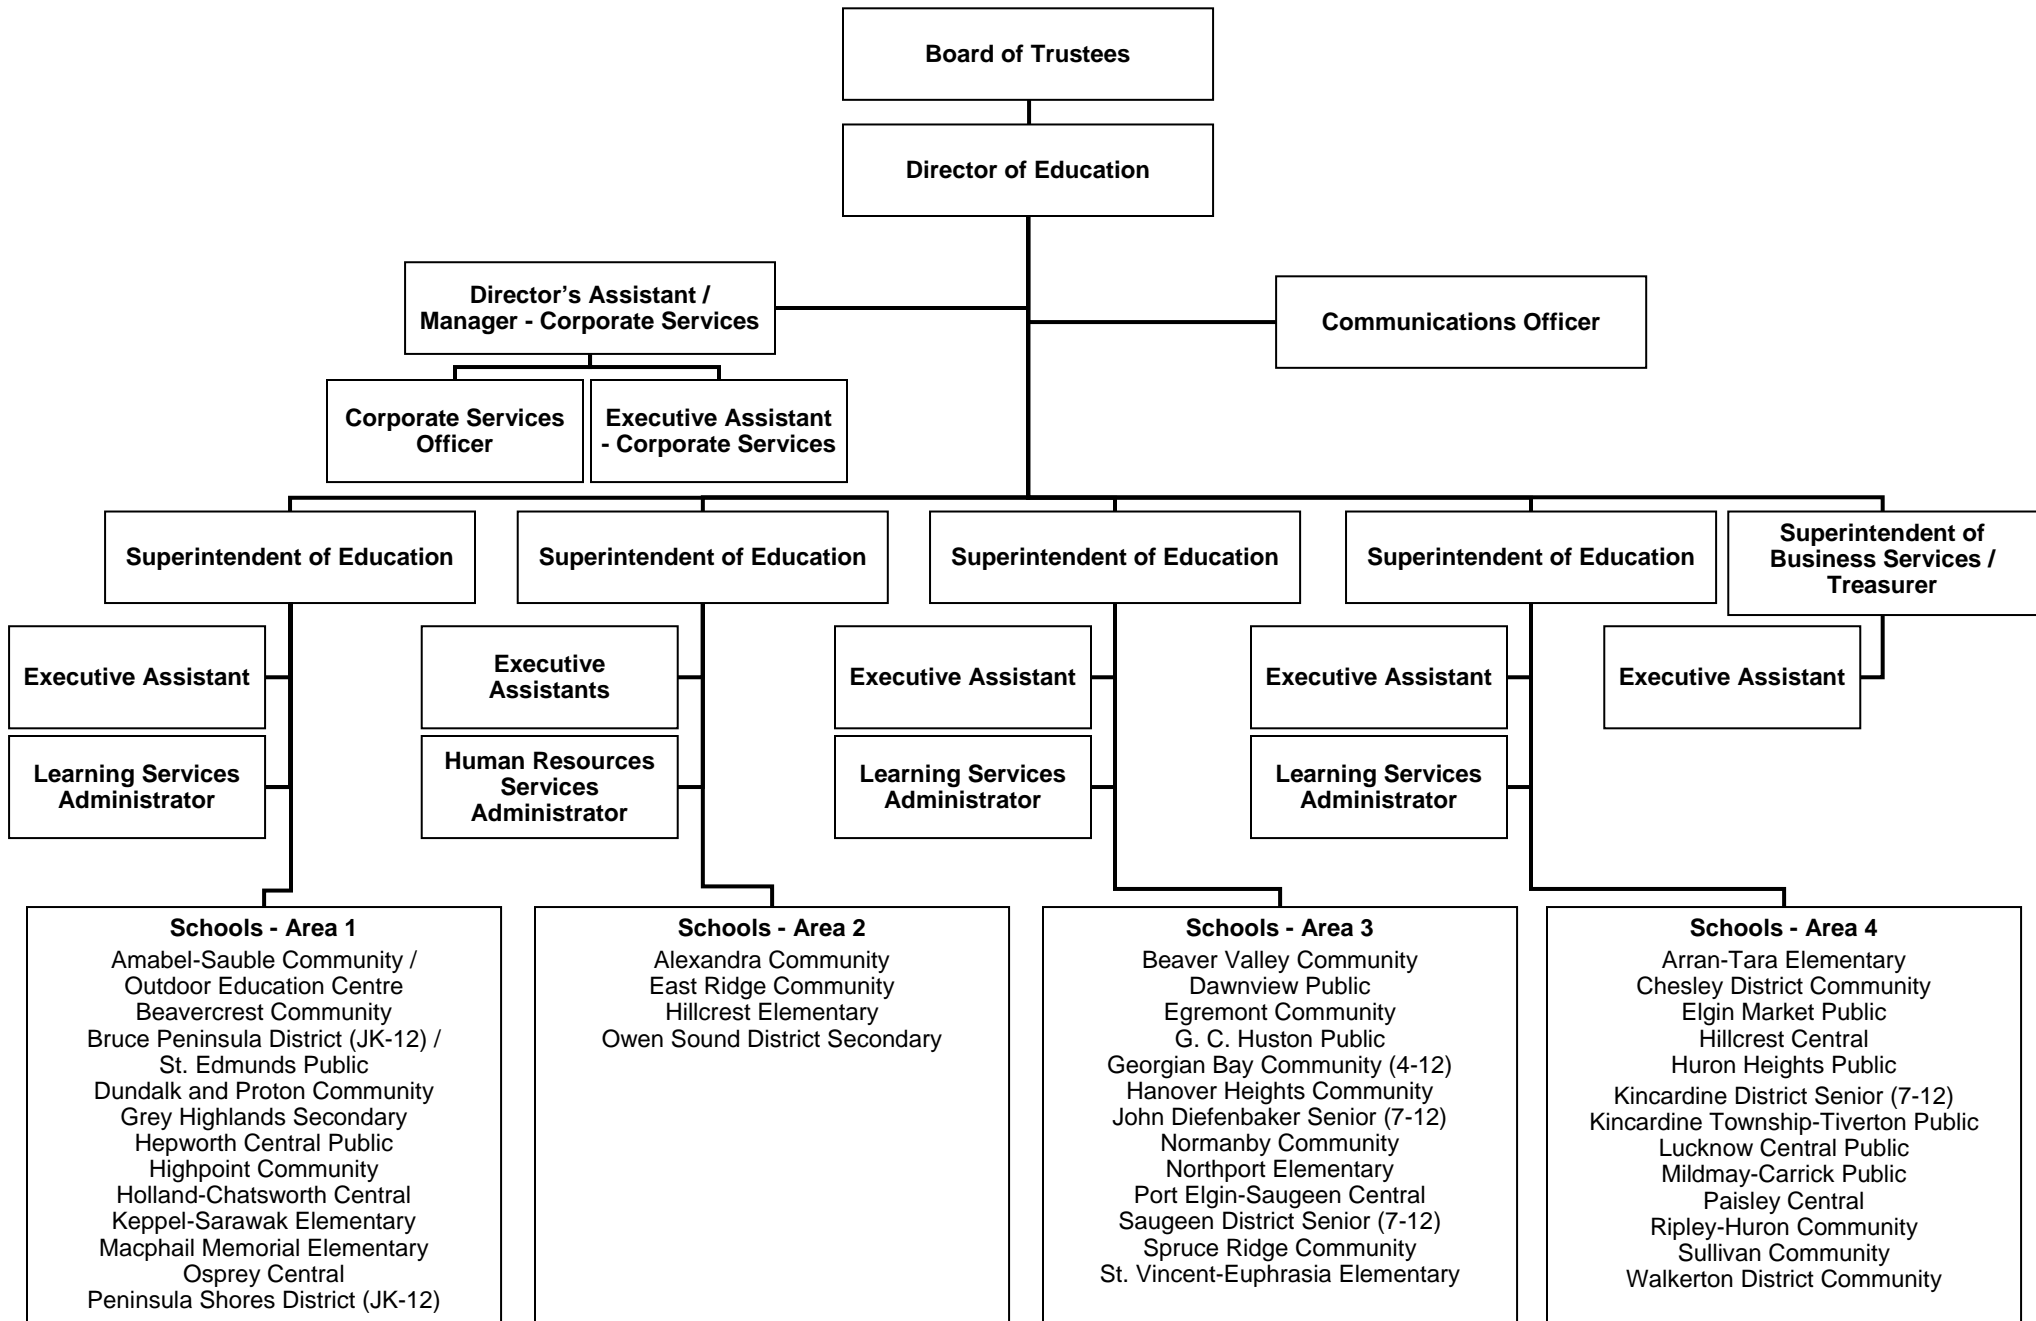 Board of Trustees
Director of Education
Director’s Assistant /
Manager - Corporate Services
Communications Officer
Corporate Services
Officer
Executive Assistant
- Corporate Services
Superintendent of Education
Superintendent of Education
Superintendent of Education
Superintendent of Education
Superintendent of
Business Services /
Treasurer
Executive Assistant
Executive
Assistants
Executive Assistant
Executive Assistant
Executive Assistant
Learning Services
Administrator
Human Resources
Services
Administrator
Learning Services
Administrator
Learning Services
Administrator
Schools - Area 1
Amabel-Sauble Community /
Outdoor Education Centre
Beavercrest Community
Bruce Peninsula District (JK-12) /
St. Edmunds Public
Dundalk and Proton Community
Grey Highlands Secondary
Hepworth Central Public
Highpoint Community
Holland-Chatsworth Central
Keppel-Sarawak Elementary
Macphail Memorial Elementary
Osprey Central
Peninsula Shores District (JK-12)
Schools - Area 2
Alexandra Community
East Ridge Community
Hillcrest Elementary
Owen Sound District Secondary
Schools - Area 3
Beaver Valley Community
Dawnview Public
Egremont Community
G. C. Huston Public
Georgian Bay Community (4-12)
Hanover Heights Community
John Diefenbaker Senior (7-12)
Normanby Community
Northport Elementary
Port Elgin-Saugeen Central
Saugeen District Senior (7-12)
Spruce Ridge Community
St. Vincent-Euphrasia Elementary
Schools - Area 4
Arran-Tara Elementary
Chesley District Community
Elgin Market Public
Hillcrest Central
Huron Heights Public
Kincardine District Senior (7-12)
Kincardine Township-Tiverton Public
Lucknow Central Public
Mildmay-Carrick Public
Paisley Central
Ripley-Huron Community
Sullivan Community
Walkerton District Community